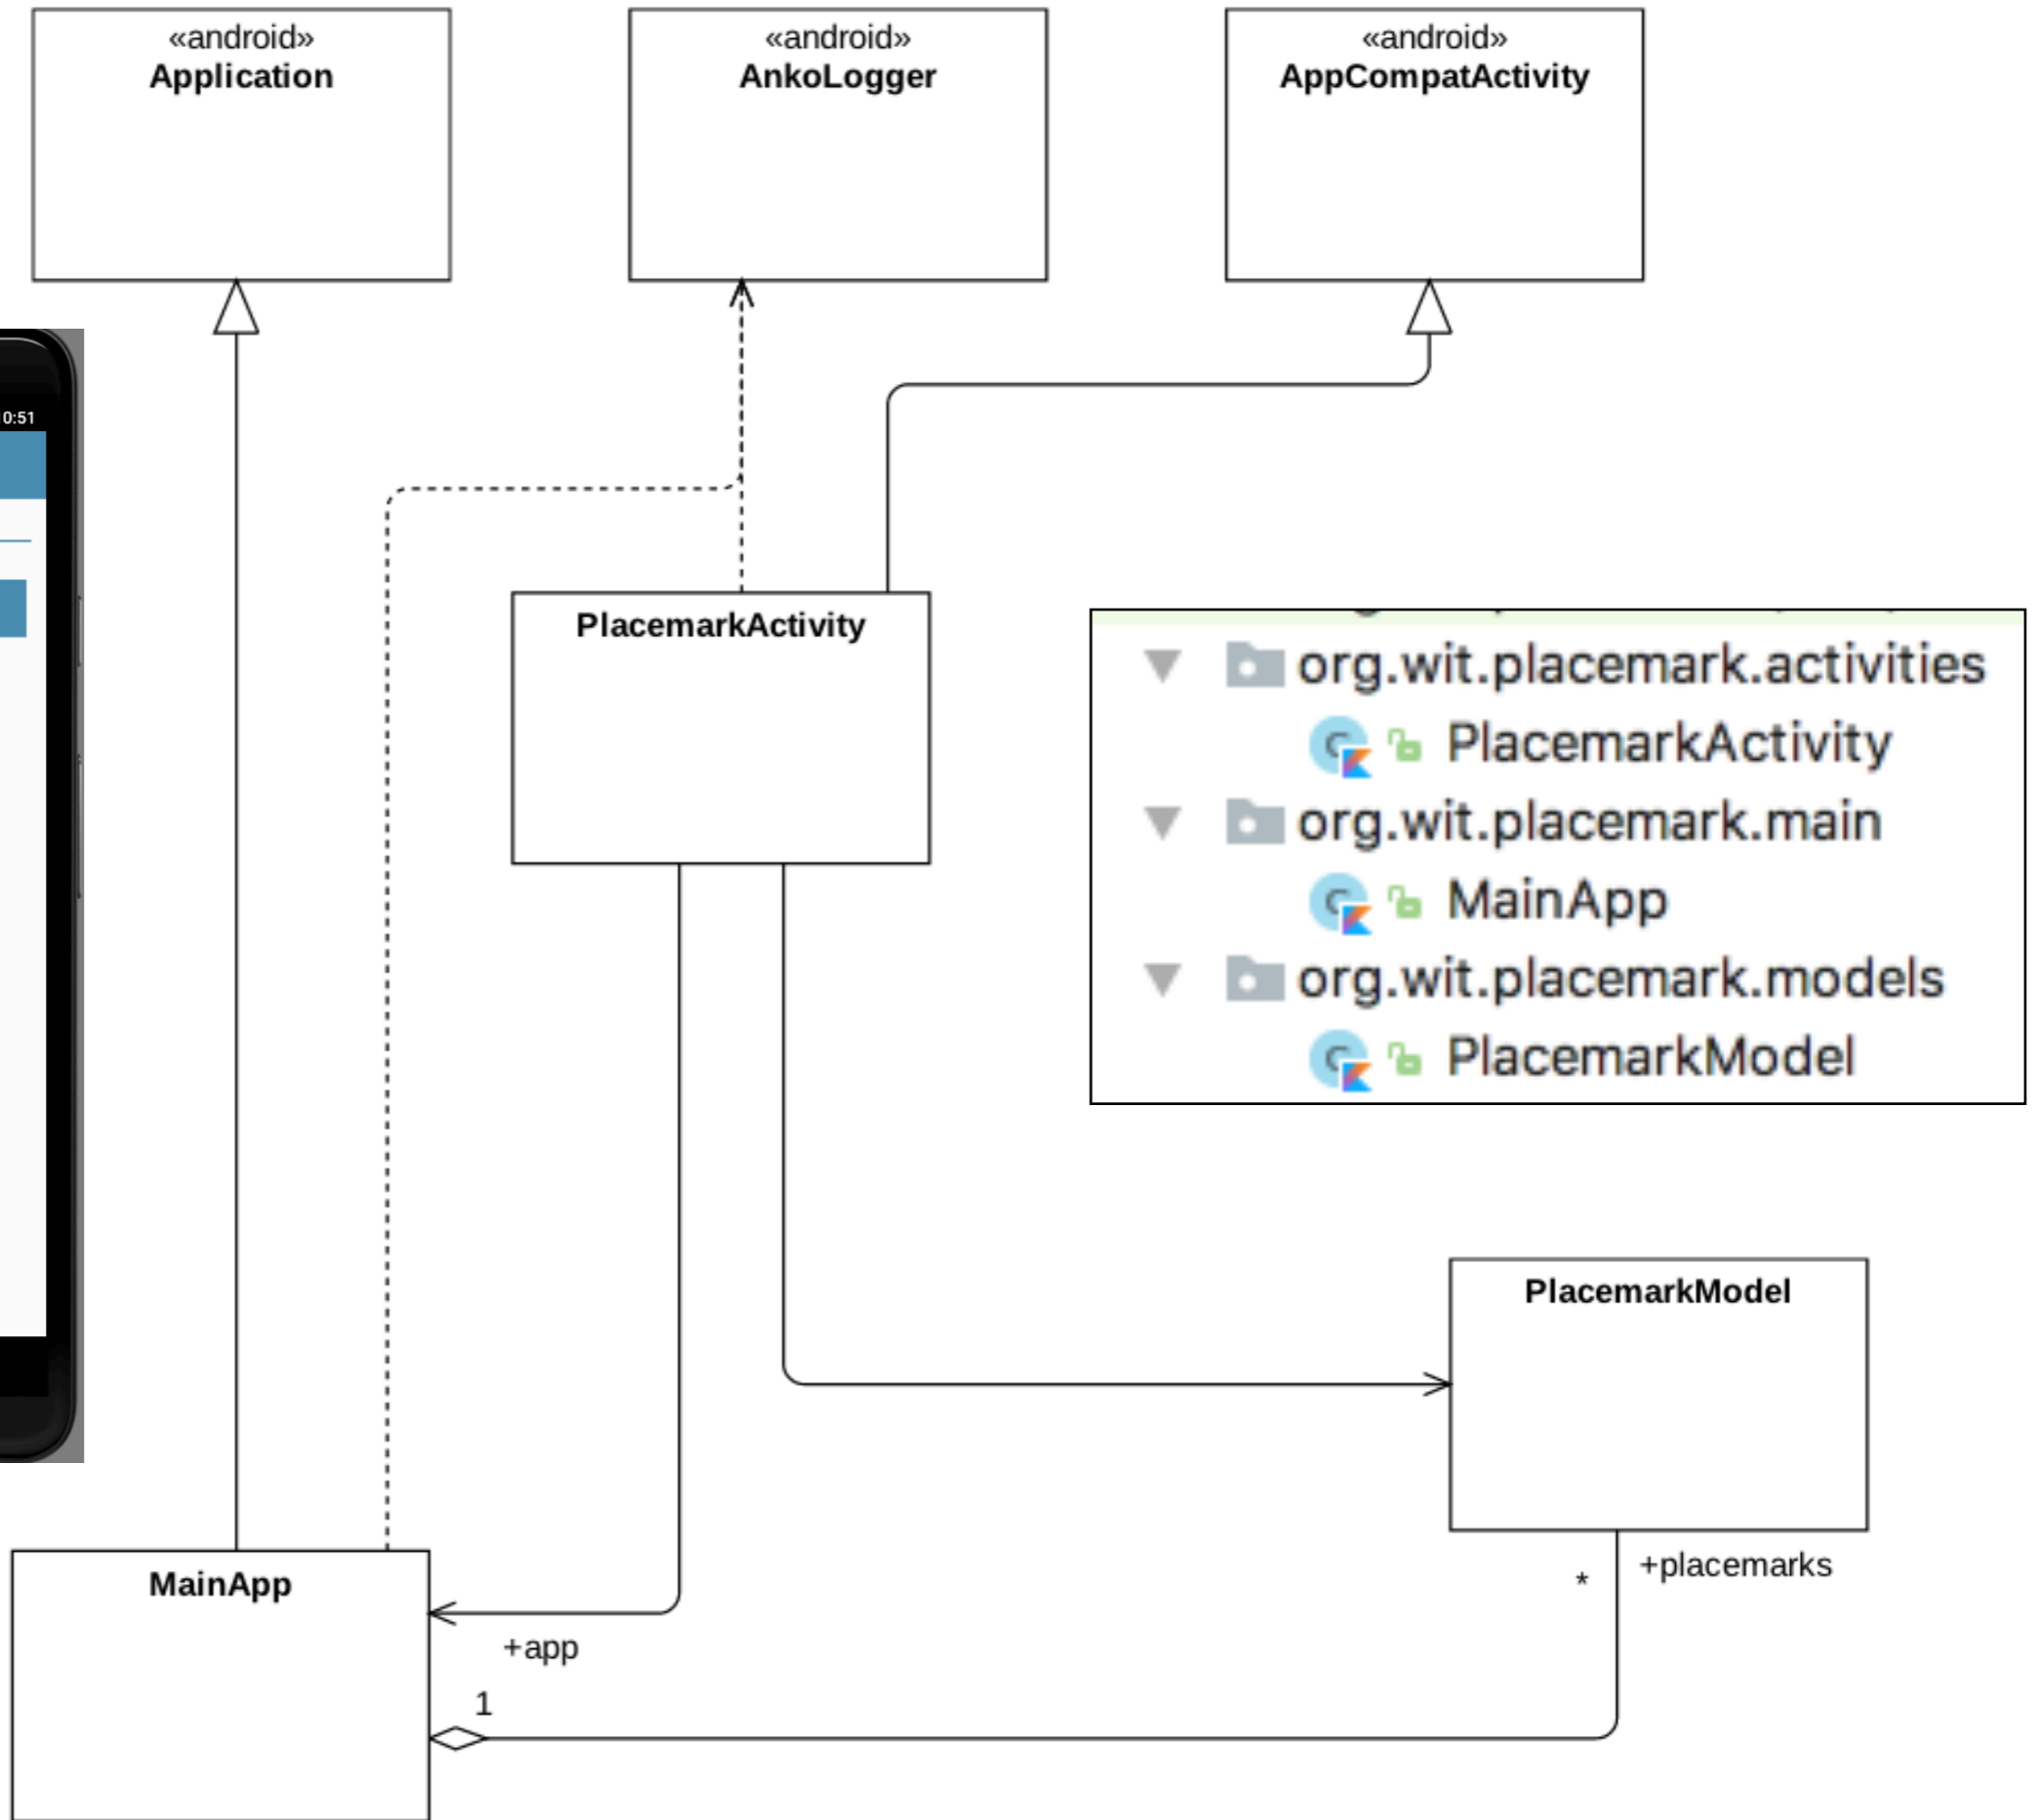 «android»
Application
«android»
AnkoLogger
«android»
AppCompatActivity
0:51
PlacemarkActivity
org.wit.placemark.activities
PlacemarkActivity
org.wit.placemark.main
MainApp
org.wit.placemark.models
PlacemarkModel
PlacemarkModel
* +placemarks
MainApp
+app
1